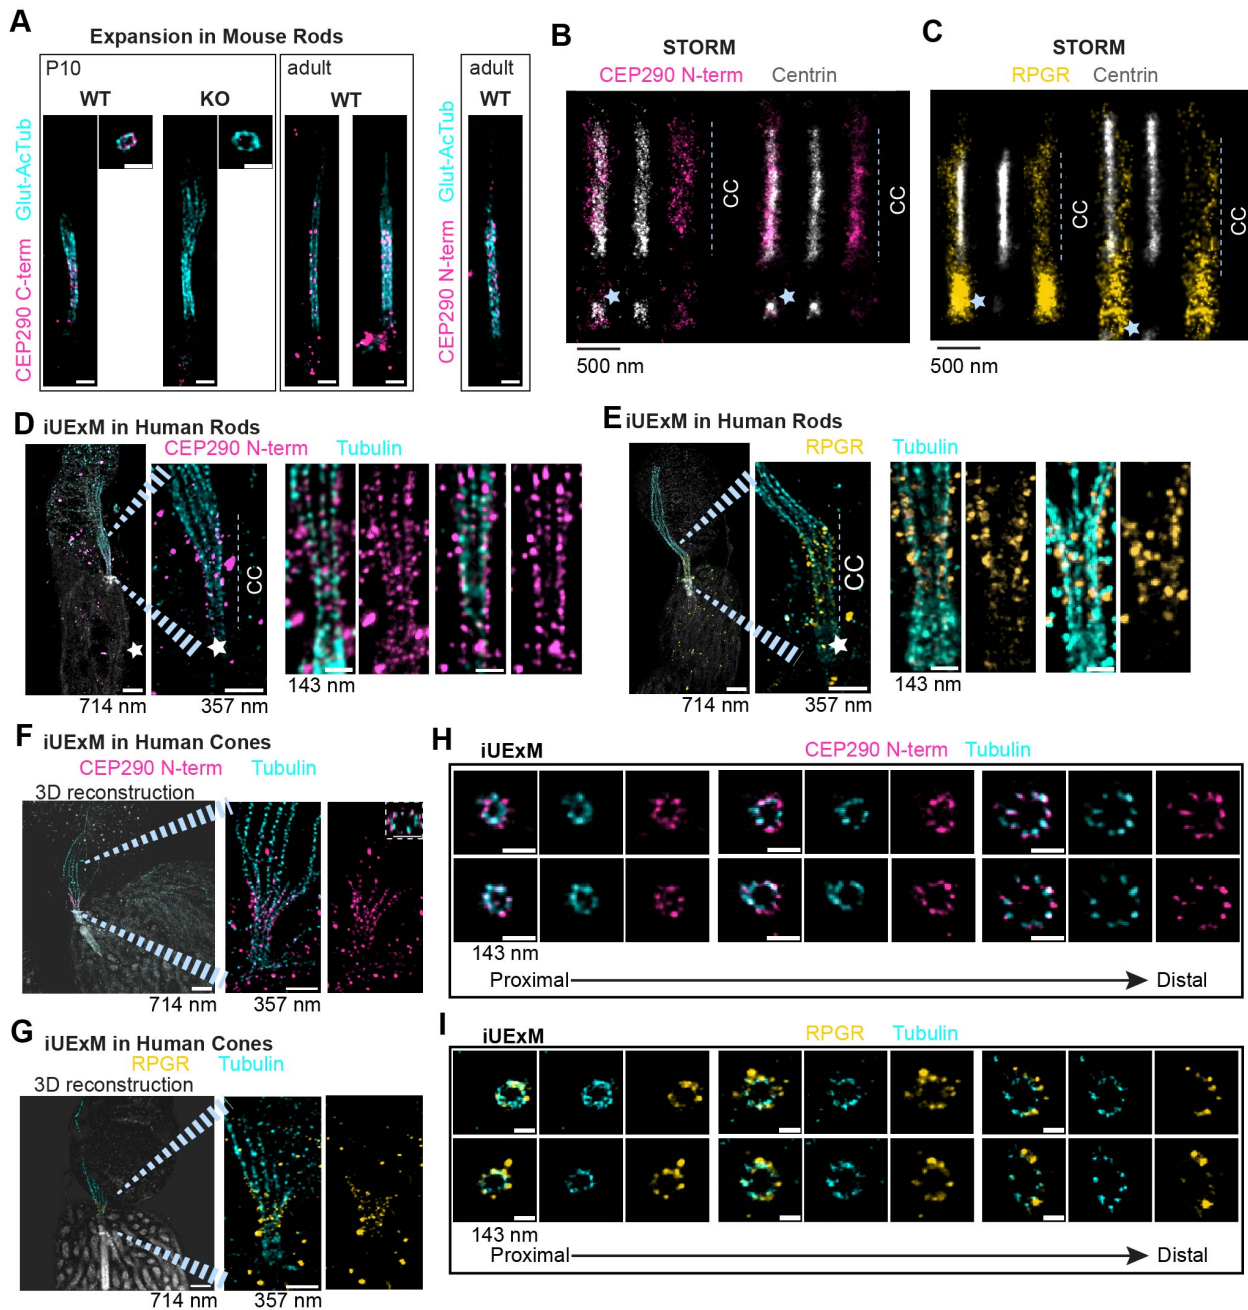 A
Expansion in Mouse Rods
P10
WT
KO
adult
WT
adult
WT
CEP290 C-term Glut-AcTub
CEP290 N-term Glut-AcTub
B
STORM
CEP290 N-term Centrin
CC
CC
500 nm
C
STORM
RPGR Centrin
CC
CC
500 nm
D
iUExM in Human Rods
CEP290 N-term Tubulin
CC
714 nm
357 nm
143 nm
E
iUExM in Human Rods
RPGR Tubulin
CC
714 nm
357 nm
143 nm
F
iUExM in Human Cones
CEP290 N-term Tubulin
3D reconstruction
714 nm
357 nm
G
iUExM in Human Cones
RPGR Tubulin
3D reconstruction
714 nm
357 nm
H
iUExM
CEP290 N-term Tubulin
143 nm
Proximal
Distal
I
iUExM
RPGR Tubulin
143 nm
Proximal
Distal